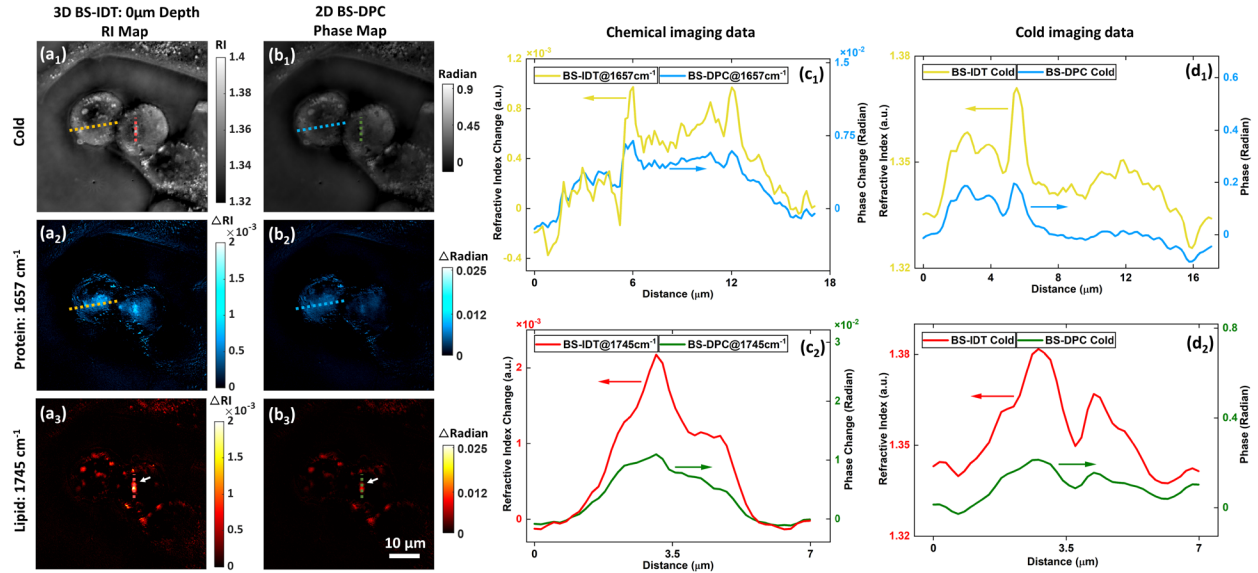 3D BS-IDT: 0µm Depth
RI Map
2D BS-DPC
Phase Map
Chemical imaging data
Cold imaging data
Cold
(a1)
RI
1.4
1.38
1.36
1.34
1.32
(b1)
Radian
0.9
0.45
0
Protein: 1657 cm⁻¹
(a2)
△RI
×10⁻³
2
1.5
1
0.5
0
(b2)
△Radian
0.025
0.012
0
Lipid: 1745 cm⁻¹
(a3)
△RI
×10⁻³
2
1.5
1
0.5
0
(b3)
10 µm
△Radian
0.025
0.012
0
(c1)
×10⁻³
BS-IDT@1657cm⁻¹
BS-DPC@1657cm⁻¹
Refractive Index Change (a.u.)
1.2
0.8
0.4
0
-0.4
×10⁻²
1.5
0.75
0
Phase Change (Radian)
0
6
12
18
Distance (µm)
(d1)
BS-IDT Cold
BS-DPC Cold
Refractive Index (a.u.)
1.38
1.35
1.32
0.6
0.4
0.2
0
Phase (Radian)
0
4
8
12
16
Distance (µm)
(c2)
×10⁻³
BS-IDT@1745cm⁻¹
BS-DPC@1745cm⁻¹
Refractive Index Change (a.u.)
2
1
0
×10⁻²
3
2
1
0
Phase Change (Radian)
0
3.5
7
Distance (µm)
(d2)
BS-IDT Cold
BS-DPC Cold
Refractive Index (a.u.)
1.38
1.35
1.32
0.8
0.4
0
Phase (Radian)
0
3.5
7
Distance (µm)